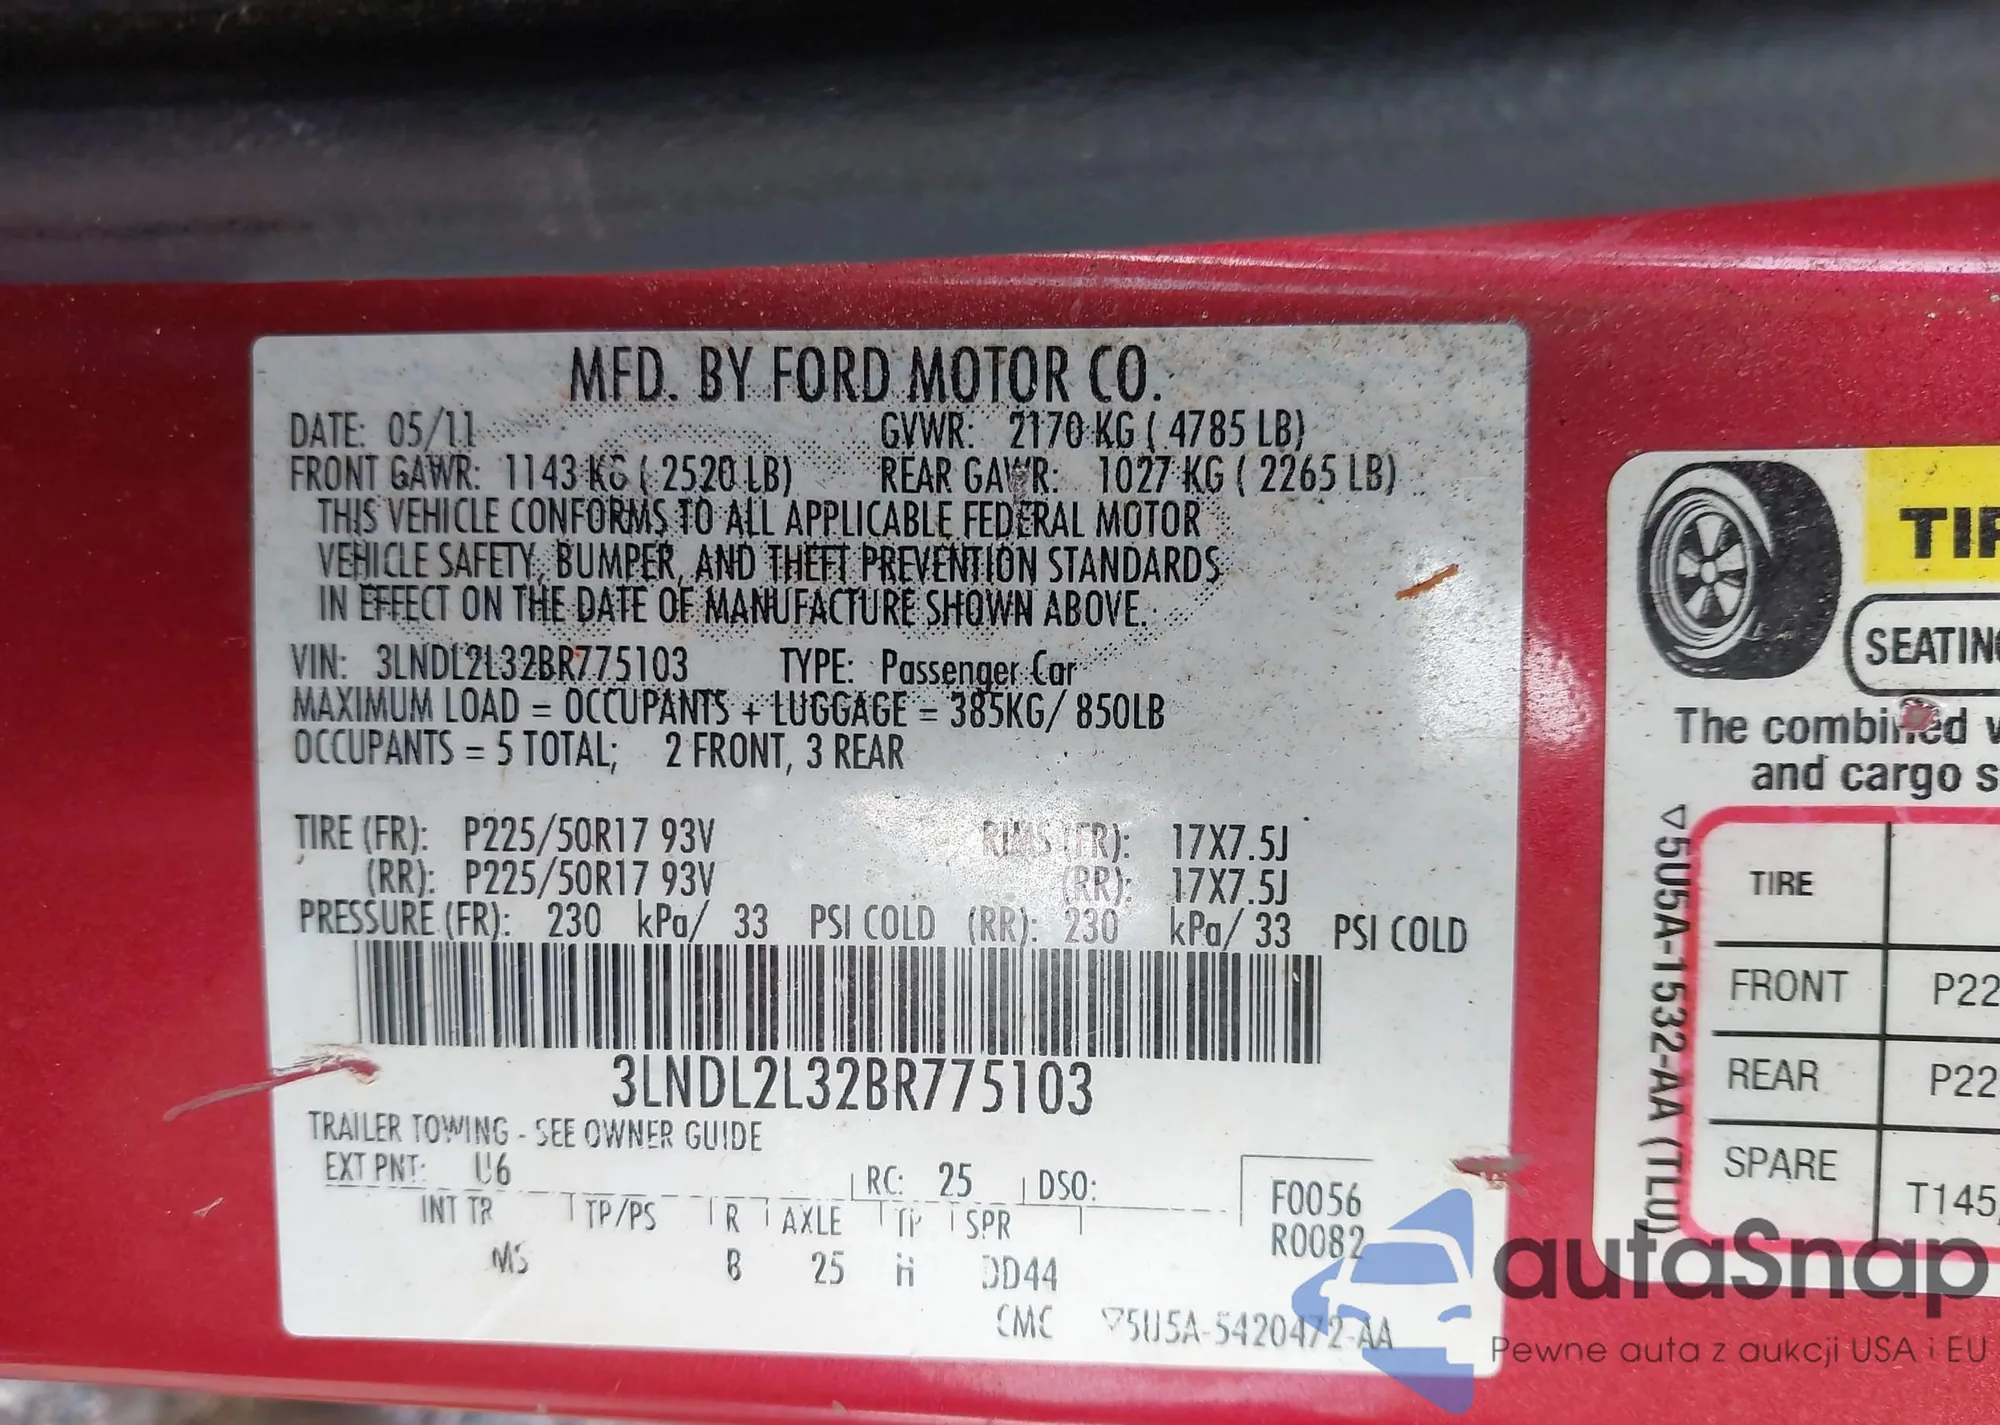 MFD. BY FORD MOTOR CO.
DATE: 05/11 GVWR: 2170 KG ( 4785 LB)
FRONT GAWR: 1143 KG ( 2520 LB) REAR GAWR: 1027 KG ( 2265 LB)
THIS VEHICLE CONFORMS TO ALL APPLICABLE FEDERAL MOTOR
VEHICLE SAFETY, BUMPER, AND THEFT PREVENTION STANDARDS
IN EFFECT ON THE DATE OF MANUFACTURE SHOWN ABOVE.
VIN: 3LNDL2L32BR775103 TYPE: Passenger Car
MAXIMUM LOAD = OCCUPANTS + LUGGAGE = 385KG/ 850LB
OCCUPANTS = 5 TOTAL; 2 FRONT, 3 REAR
TIRE (FR): P225/50R17 93V RIMS (FR): 17X7.5J
(RR): P225/50R17 93V (RR): 17X7.5J
PRESSURE (FR): 230 kPa/ 33 PSI COLD (RR): 230 kPa/ 33 PSI COLD
3LNDL2L32BR775103
TRAILER TOWING - SEE OWNER GUIDE
EXT PNT: U6 RC: 25 DSO:
INT TR TP/PS R AXLE TP SPR
F0056
R0082
MS B 25 H DD44
CMC ▽5U5A-5420472-AA
TIR
SEATIN
The combined v
and cargo s
▽5U5A-1532-AA (TLU)
TIRE
FRONT P22
REAR P22
SPARE T145
autaSnap
Pewne auta z aukcji USA i EU